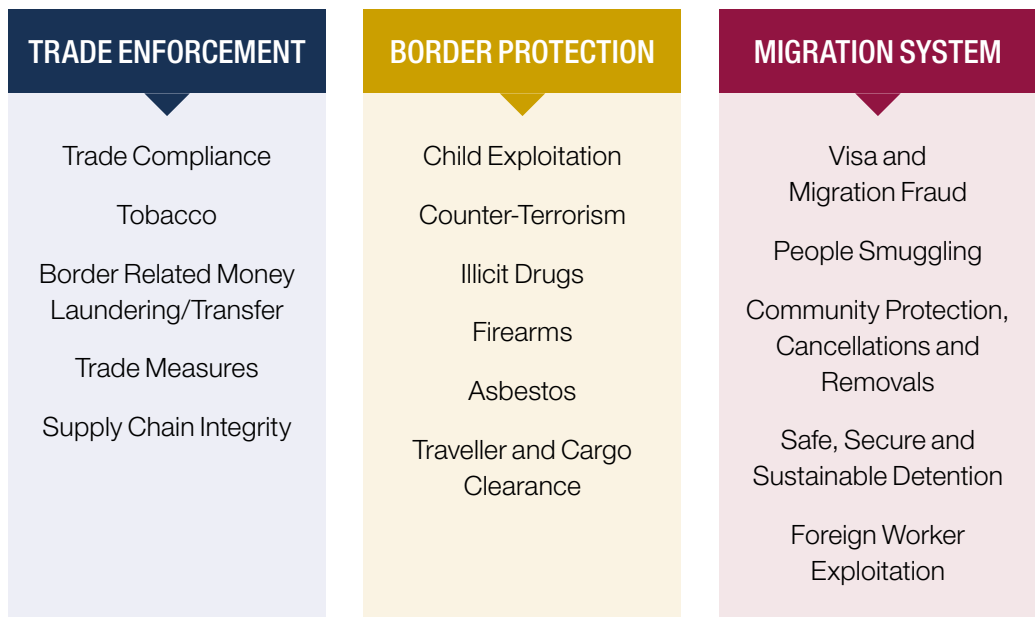 TRADE ENFORCEMENT
Trade Compliance
Tobacco
Border Related Money
Laundering/Transfer
Trade Measures
Supply Chain Integrity
BORDER PROTECTION
Child Exploitation
Counter-Terrorism
Illicit Drugs
Firearms
Asbestos
Traveller and Cargo
Clearance
MIGRATION SYSTEM
Visa and
Migration Fraud
People Smuggling
Community Protection,
Cancellations and
Removals
Safe, Secure and
Sustainable Detention
Foreign Worker
Exploitation